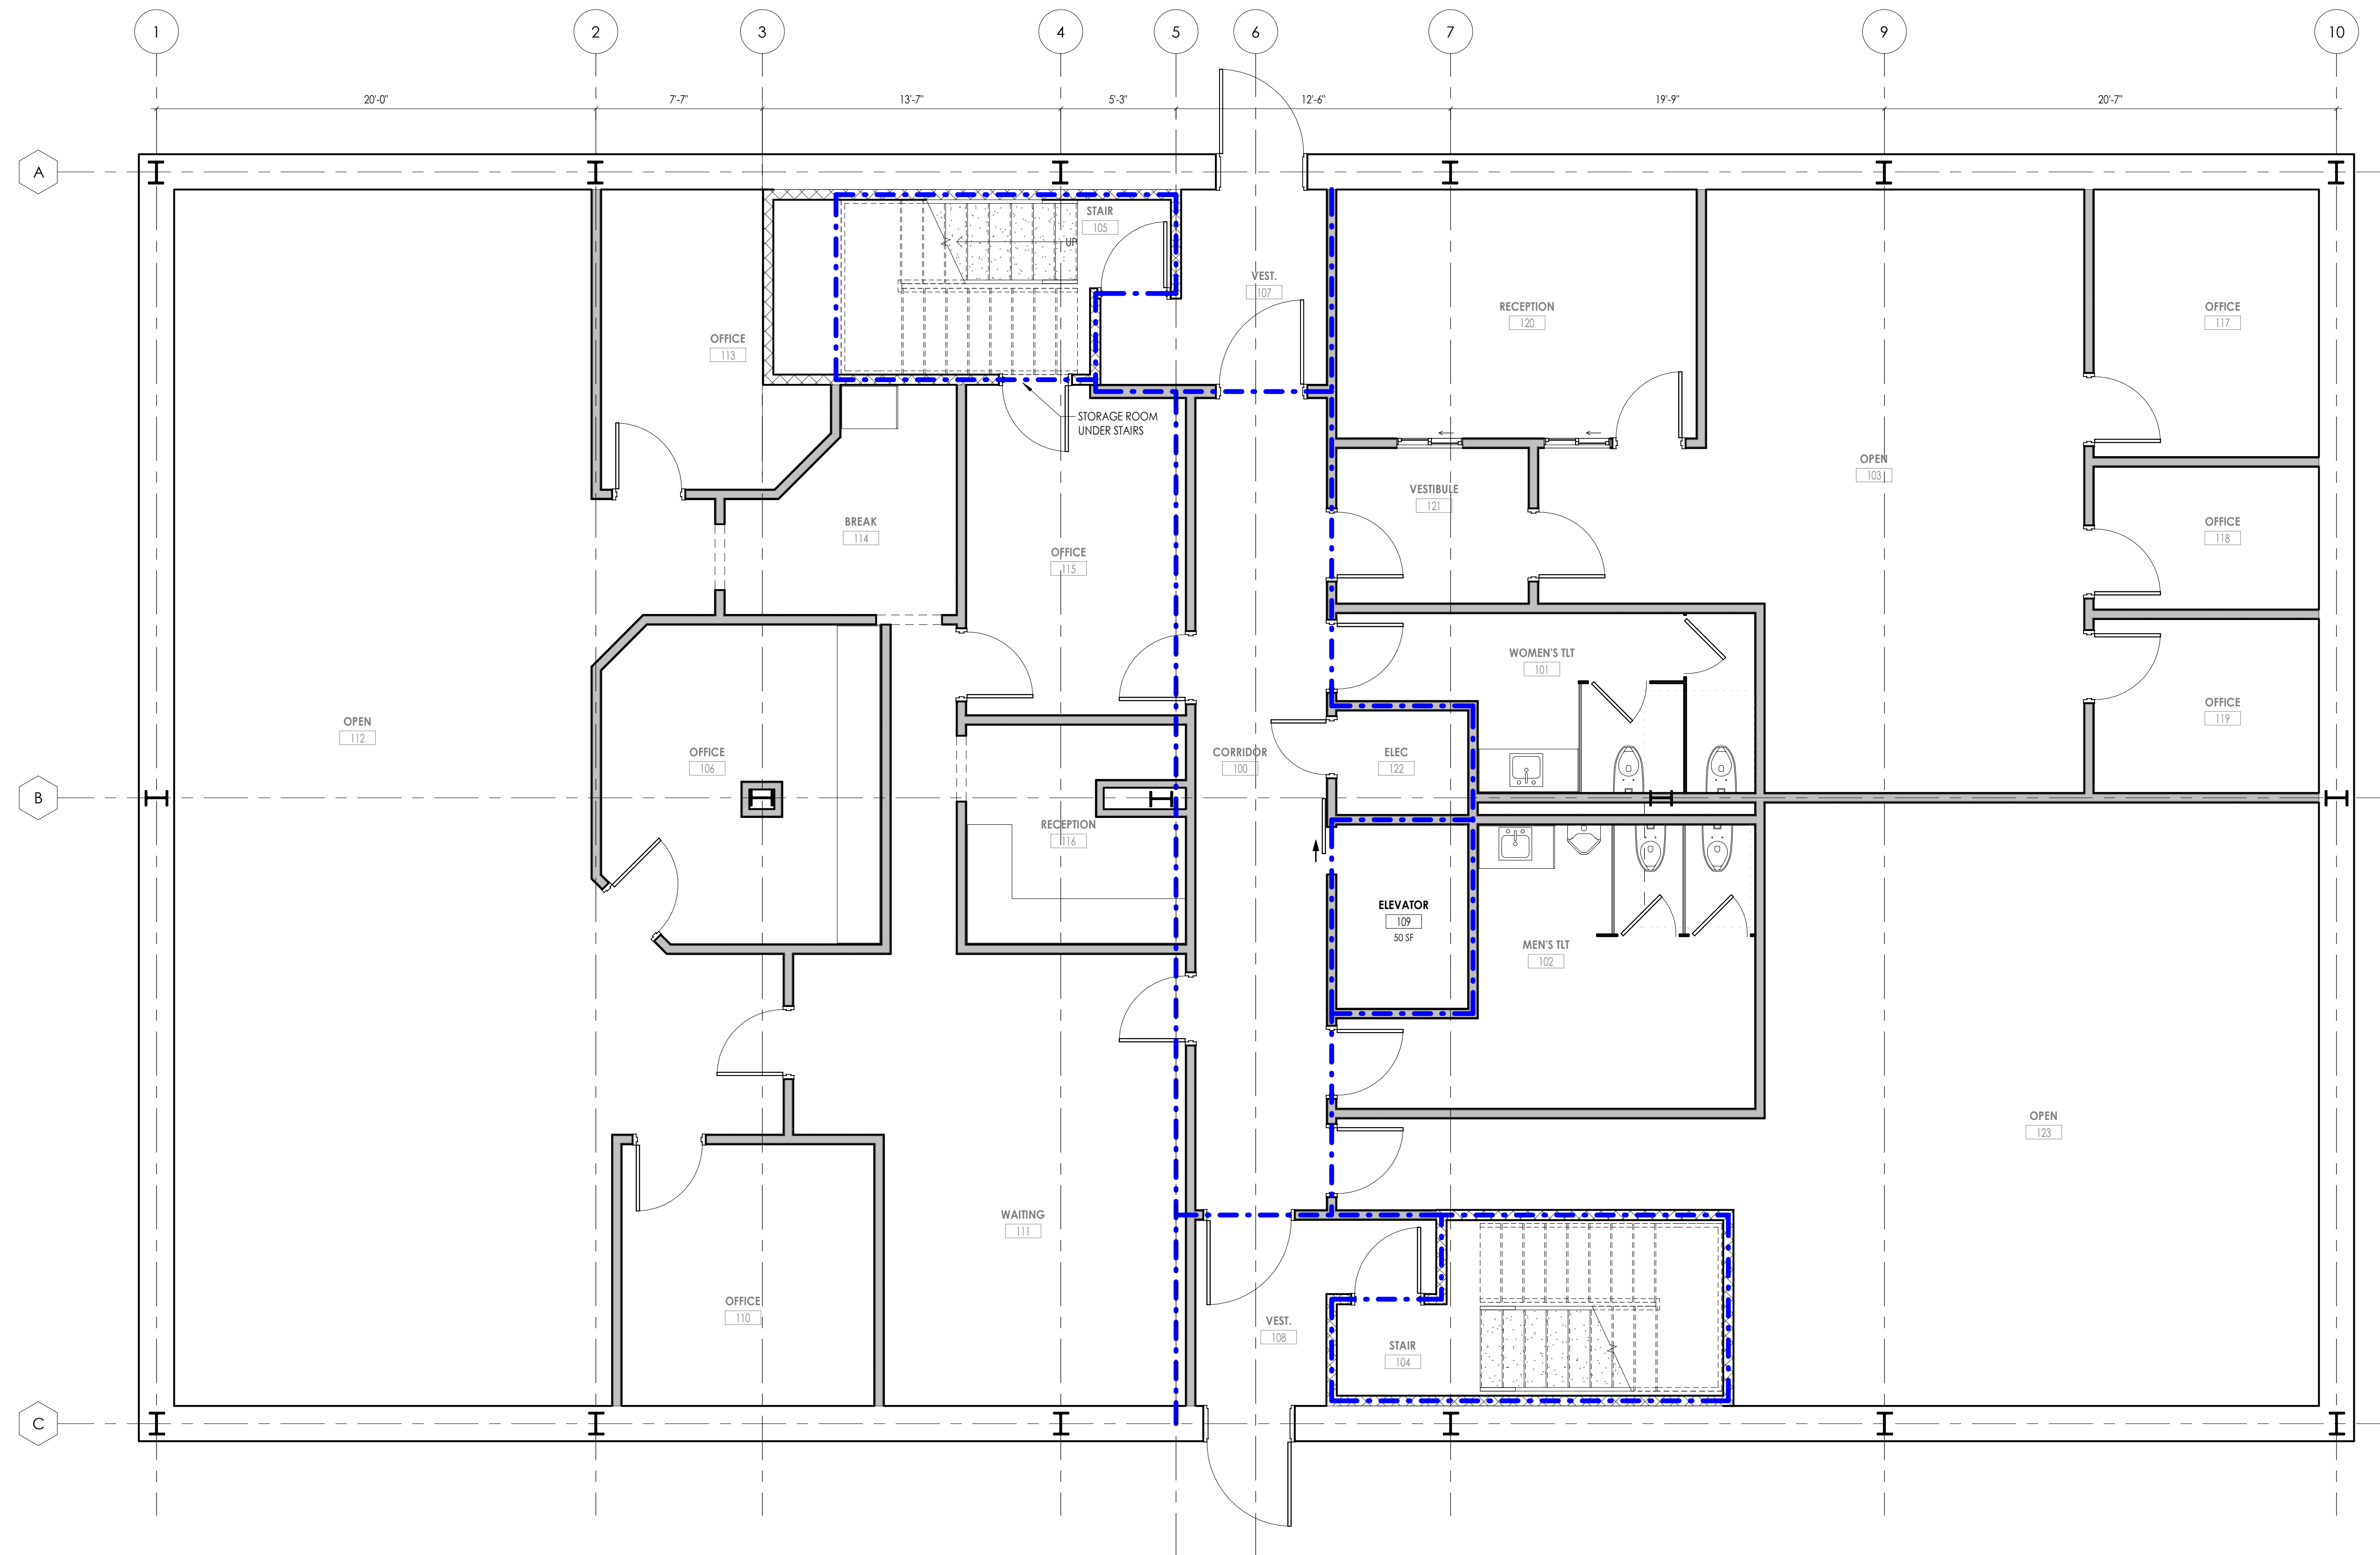 1
2
3
4
5
6
7
9
10
20'-0"
7'-7"
13'-7"
5'-3"
12'-6"
19'-9"
20'-7"
A
STAIR
105
UP
VEST.
107
RECEPTION
120
OFFICE
117
OFFICE
113
STORAGE ROOM
UNDER STAIRS
OPEN
103
VESTIBULE
121
BREAK
114
OFFICE
118
OFFICE
115
WOMEN'S TLT
101
OFFICE
119
OPEN
112
OFFICE
106
CORRIDOR
100
ELEC
122
B
RECEPTION
116
ELEVATOR
109
50 SF
MEN'S TLT
102
OPEN
123
WAITING
111
OFFICE
110
VEST.
108
STAIR
104
C